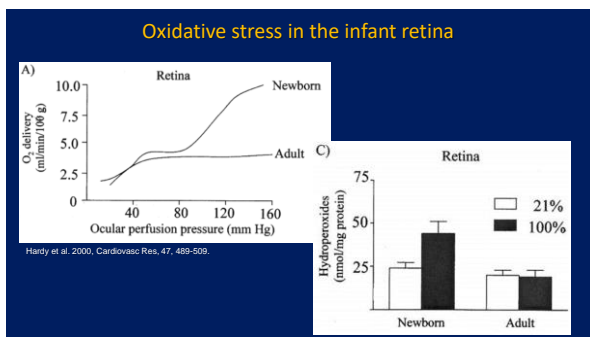 Oxidative stress in the infant retina
A)
Retina
10.0
7.5
5.0
2.5
0
O₂ delivery
(ml/min/100 g)
Newborn
Adult
40
80
120
160
Ocular perfusion pressure (mm Hg)
Hardy et al. 2000, Cardiovasc Res, 47, 489-509.
C)
Retina
75
50
25
Hydroperoxides
(nmol/mg protein)
21%
100%
Newborn
Adult